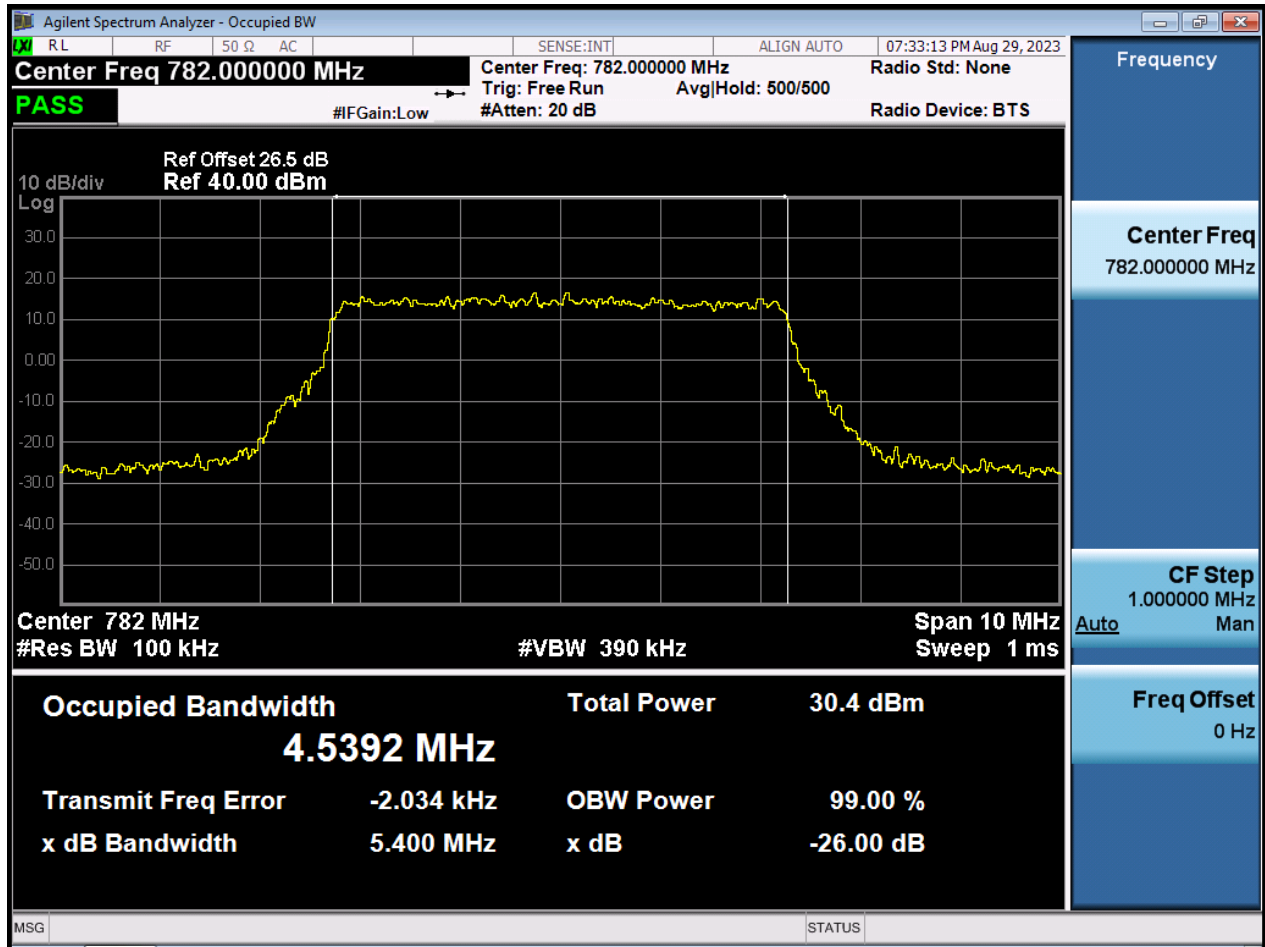 Agilent Spectrum Analyzer - Occupied BW
LXI RL RF 50 Ω AC SENSE:INT ALIGN AUTO 07:33:13 PM Aug 29, 2023
Center Freq 782.000000 MHz
Center Freq: 782.000000 MHz
Radio Std: None
Trig: Free Run Avg|Hold: 500/500
PASS
#IFGain:Low
#Atten: 20 dB
Radio Device: BTS
Ref Offset 26.5 dB
10 dB/div Ref 40.00 dBm
Log
30.0
20.0
10.0
0.00
-10.0
-20.0
-30.0
-40.0
-50.0
Center 782 MHz Span 10 MHz
#Res BW 100 kHz #VBW 390 kHz Sweep 1 ms
Occupied Bandwidth Total Power 30.4 dBm
4.5392 MHz
Transmit Freq Error -2.034 kHz OBW Power 99.00 %
x dB Bandwidth 5.400 MHz x dB -26.00 dB
MSG STATUS
Frequency
Center Freq
782.000000 MHz
CF Step
1.000000 MHz
Auto Man
Freq Offset
0 Hz